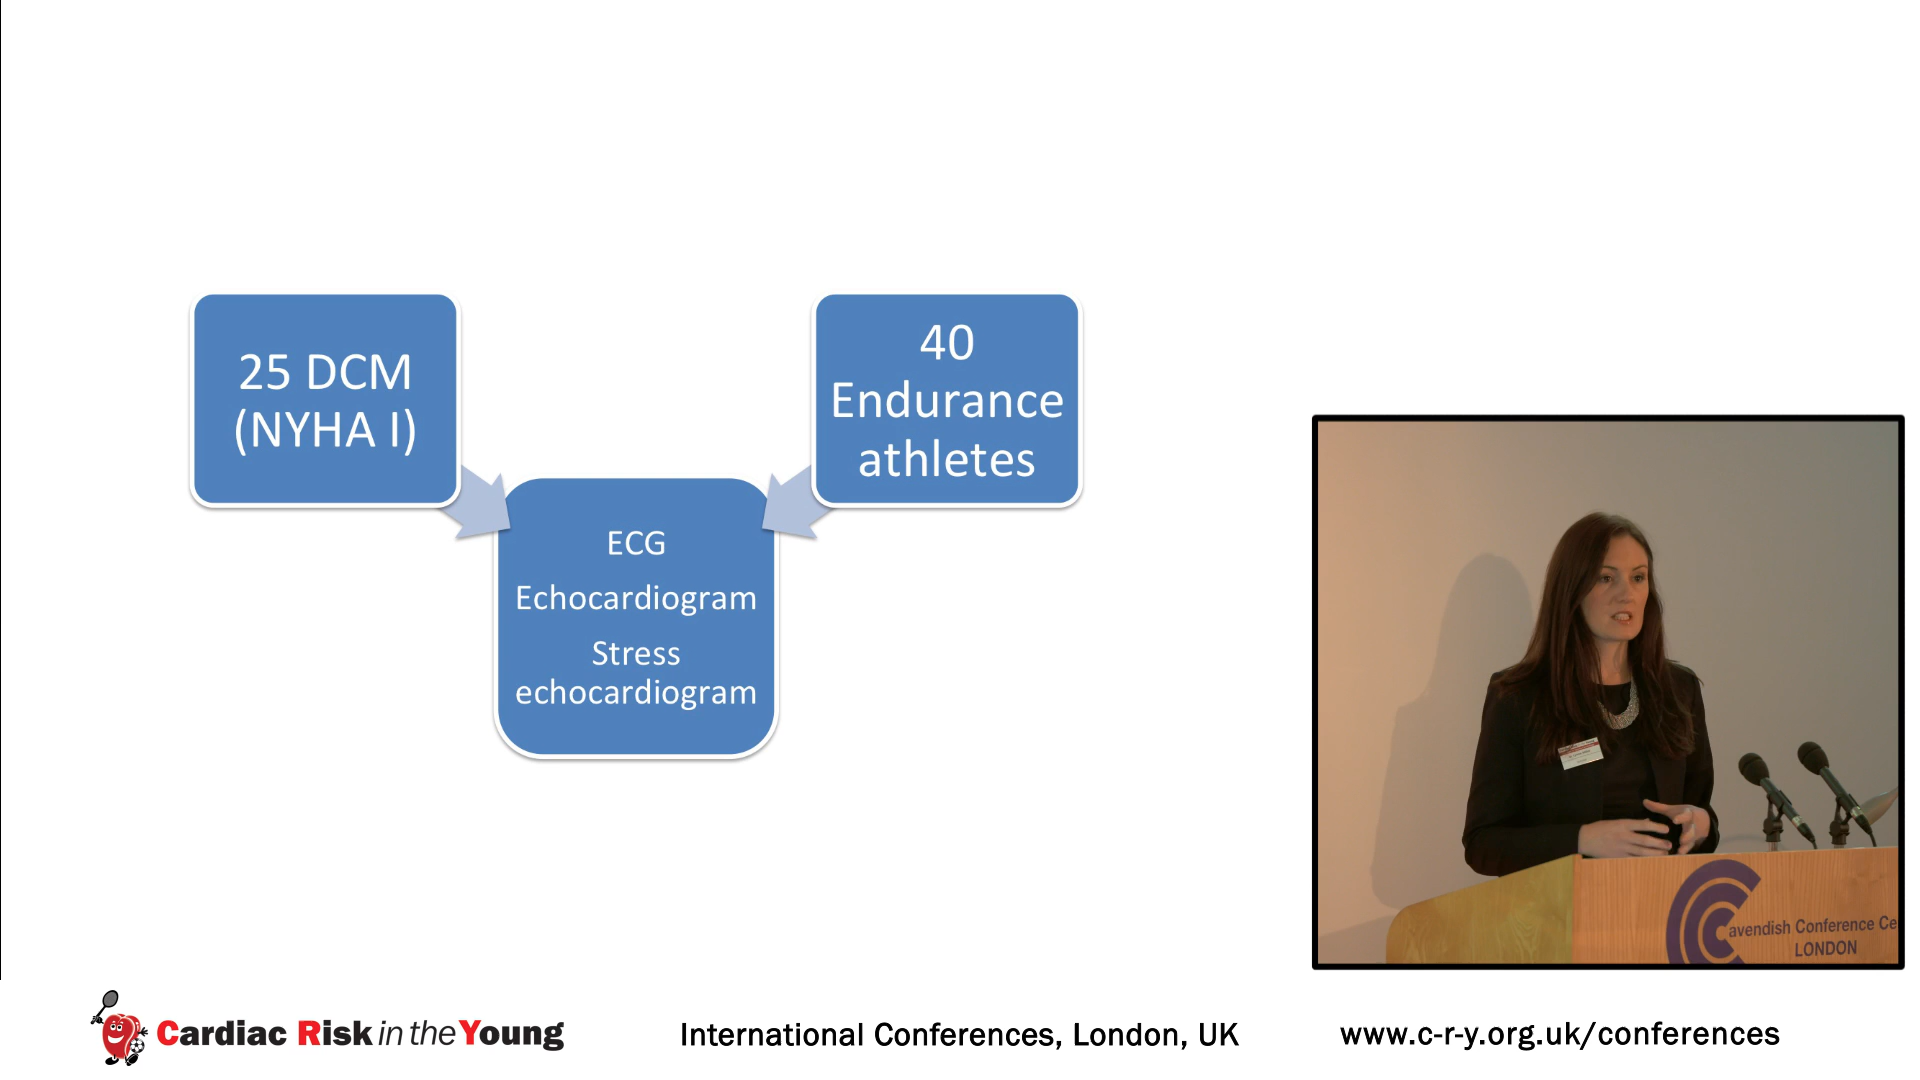 25 DCM
(NYHA I)
40
Endurance
athletes
ECG
Echocardiogram
Stress
echocardiogram
avendish Conference Ce
LONDON
Cardiac Risk in the Young
International Conferences, London, UK
www.c-r-y.org.uk/conferences